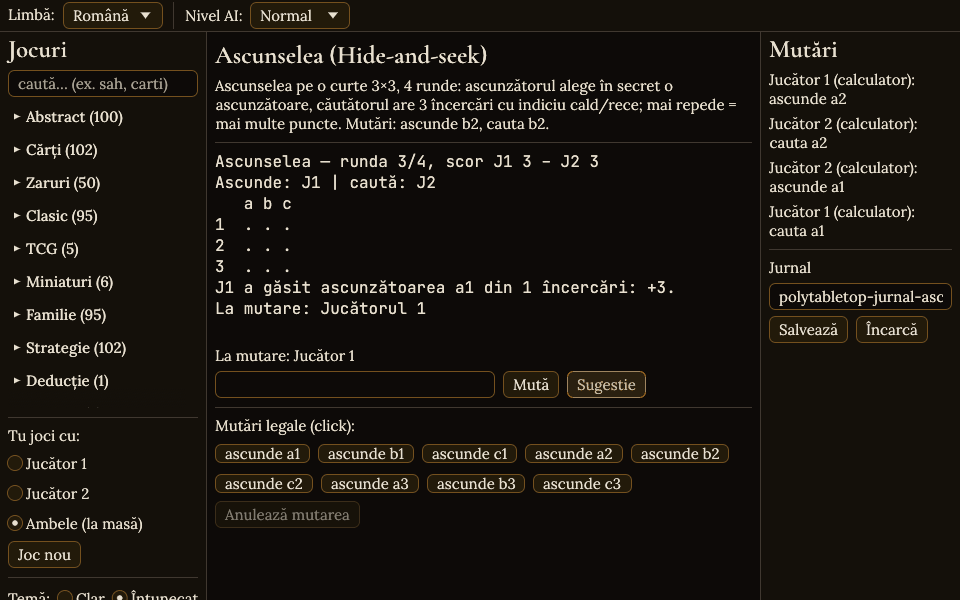 Limbă: Română ▼ Nivel AI: Normal ▼
Jocuri
caută... (ex. sah, carti)
▸ Abstract (100)
▸ Cărți (102)
▸ Zaruri (50)
▸ Clasic (95)
▸ TCG (5)
▸ Miniaturi (6)
▸ Familie (95)
▸ Strategie (102)
▸ Deducție (1)
Tu joci cu:
Jucător 1
Jucător 2
Ambele (la masă)
Joc nou
Temă: Clar Întunecat
Ascunselea (Hide-and-seek)
Ascunselea pe o curte 3×3, 4 runde: ascunzătorul alege în secret o
ascunzătoare, căutătorul are 3 încercări cu indiciu cald/rece; mai repede =
mai multe puncte. Mutări: ascunde b2, cauta b2.
Ascunselea — runda 3/4, scor J1 3 – J2 3
Ascunde: J1 | caută: J2
a b c
1 . . .
2 . . .
3 . . .
J1 a găsit ascunzătoarea a1 din 1 încercări: +3.
La mutare: Jucătorul 1
La mutare: Jucător 1
Mută Sugestie
Mutări legale (click):
ascunde a1 ascunde b1 ascunde c1 ascunde a2 ascunde b2
ascunde c2 ascunde a3 ascunde b3 ascunde c3
Anulează mutarea
Mutări
Jucător 1 (calculator):
ascunde a2
Jucător 2 (calculator):
cauta a2
Jucător 2 (calculator):
ascunde a1
Jucător 1 (calculator):
cauta a1
Jurnal
polytabletop-jurnal-asc
Salvează Încarcă